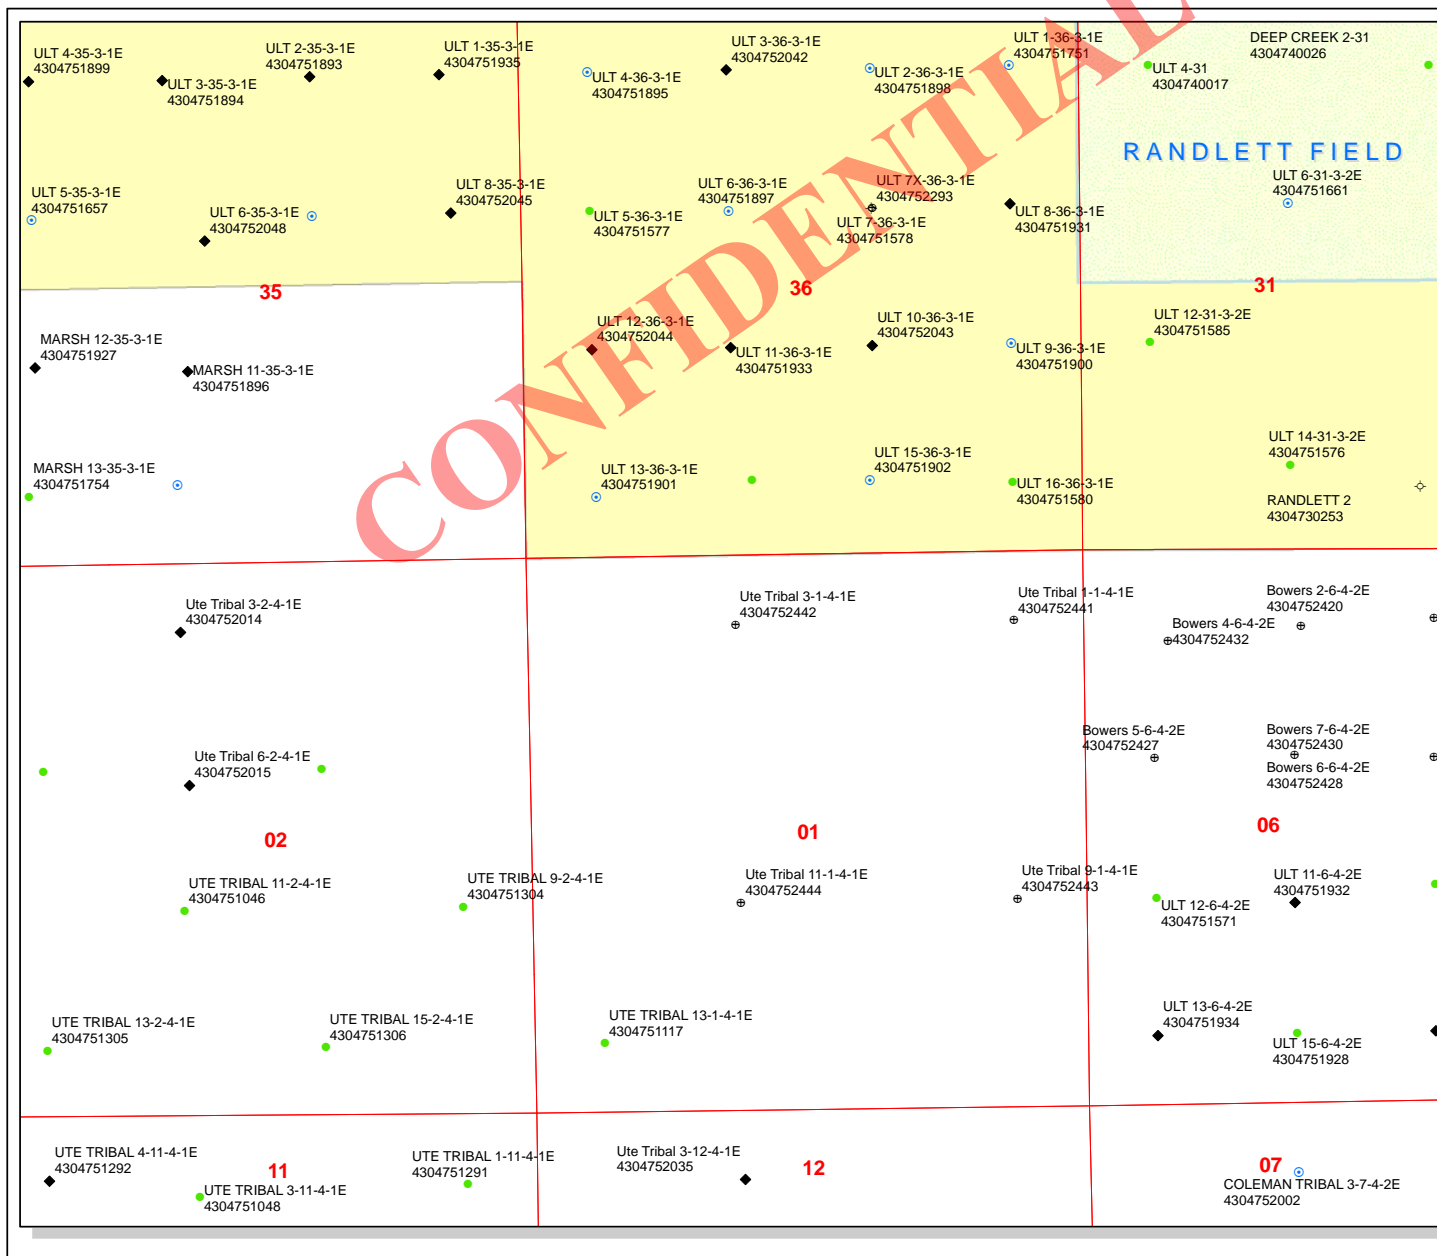 ULT 4-35-3-1E
4304751899
ULT 3-35-3-1E
4304751894
ULT 2-35-3-1E
4304751893
ULT 1-35-3-1E
4304751935
ULT 4-36-3-1E
4304751895
ULT 3-36-3-1E
4304752042
ULT 2-36-3-1E
4304751898
ULT 1-36-3-1E
4304751751
DEEP CREEK 2-31
4304740026
ULT 4-31
4304740017
RANDLETT FIELD
ULT 5-35-3-1E
4304751657
ULT 6-35-3-1E
4304752048
ULT 8-35-3-1E
4304752045
ULT 5-36-3-1E
4304751577
ULT 6-36-3-1E
4304751897
ULT 7X-36-3-1E
4304752293
ULT 7-36-3-1E
4304751578
ULT 8-36-3-1E
4304751931
ULT 6-31-3-2E
4304751661
35
36
31
CONFIDENTIAL
MARSH 12-35-3-1E
4304751927
MARSH 11-35-3-1E
4304751896
ULT 12-36-3-1E
4304752044
ULT 11-36-3-1E
4304751933
ULT 10-36-3-1E
4304752043
ULT 9-36-3-1E
4304751900
ULT 12-31-3-2E
4304751585
MARSH 13-35-3-1E
4304751754
ULT 13-36-3-1E
4304751901
ULT 15-36-3-1E
4304751902
ULT 16-36-3-1E
4304751580
ULT 14-31-3-2E
4304751576
RANDLETT 2
4304730253
Ute Tribal 3-2-4-1E
4304752014
Ute Tribal 3-1-4-1E
4304752442
Ute Tribal 1-1-4-1E
4304752441
Bowers 4-6-4-2E
4304752432
Bowers 2-6-4-2E
4304752420
Ute Tribal 6-2-4-1E
4304752015
Bowers 5-6-4-2E
4304752427
Bowers 7-6-4-2E
4304752430
Bowers 6-6-4-2E
4304752428
02
01
06
UTE TRIBAL 11-2-4-1E
4304751046
UTE TRIBAL 9-2-4-1E
4304751304
Ute Tribal 11-1-4-1E
4304752444
Ute Tribal 9-1-4-1E
4304752443
ULT 12-6-4-2E
4304751571
ULT 11-6-4-2E
4304751932
UTE TRIBAL 13-2-4-1E
4304751305
UTE TRIBAL 15-2-4-1E
4304751306
UTE TRIBAL 13-1-4-1E
4304751117
ULT 13-6-4-2E
4304751934
ULT 15-6-4-2E
4304751928
UTE TRIBAL 4-11-4-1E
4304751292
UTE TRIBAL 3-11-4-1E
4304751048
11
UTE TRIBAL 1-11-4-1E
4304751291
Ute Tribal 3-12-4-1E
4304752035
12
07
COLEMAN TRIBAL 3-7-4-2E
4304752002